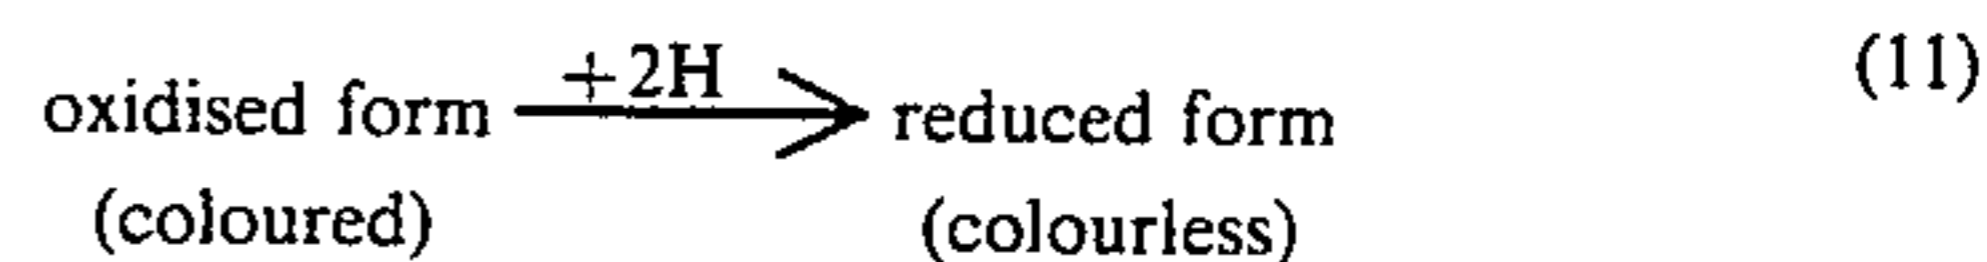 +2H
(11)
oxidised form reduced form
(coloured) (colourless)